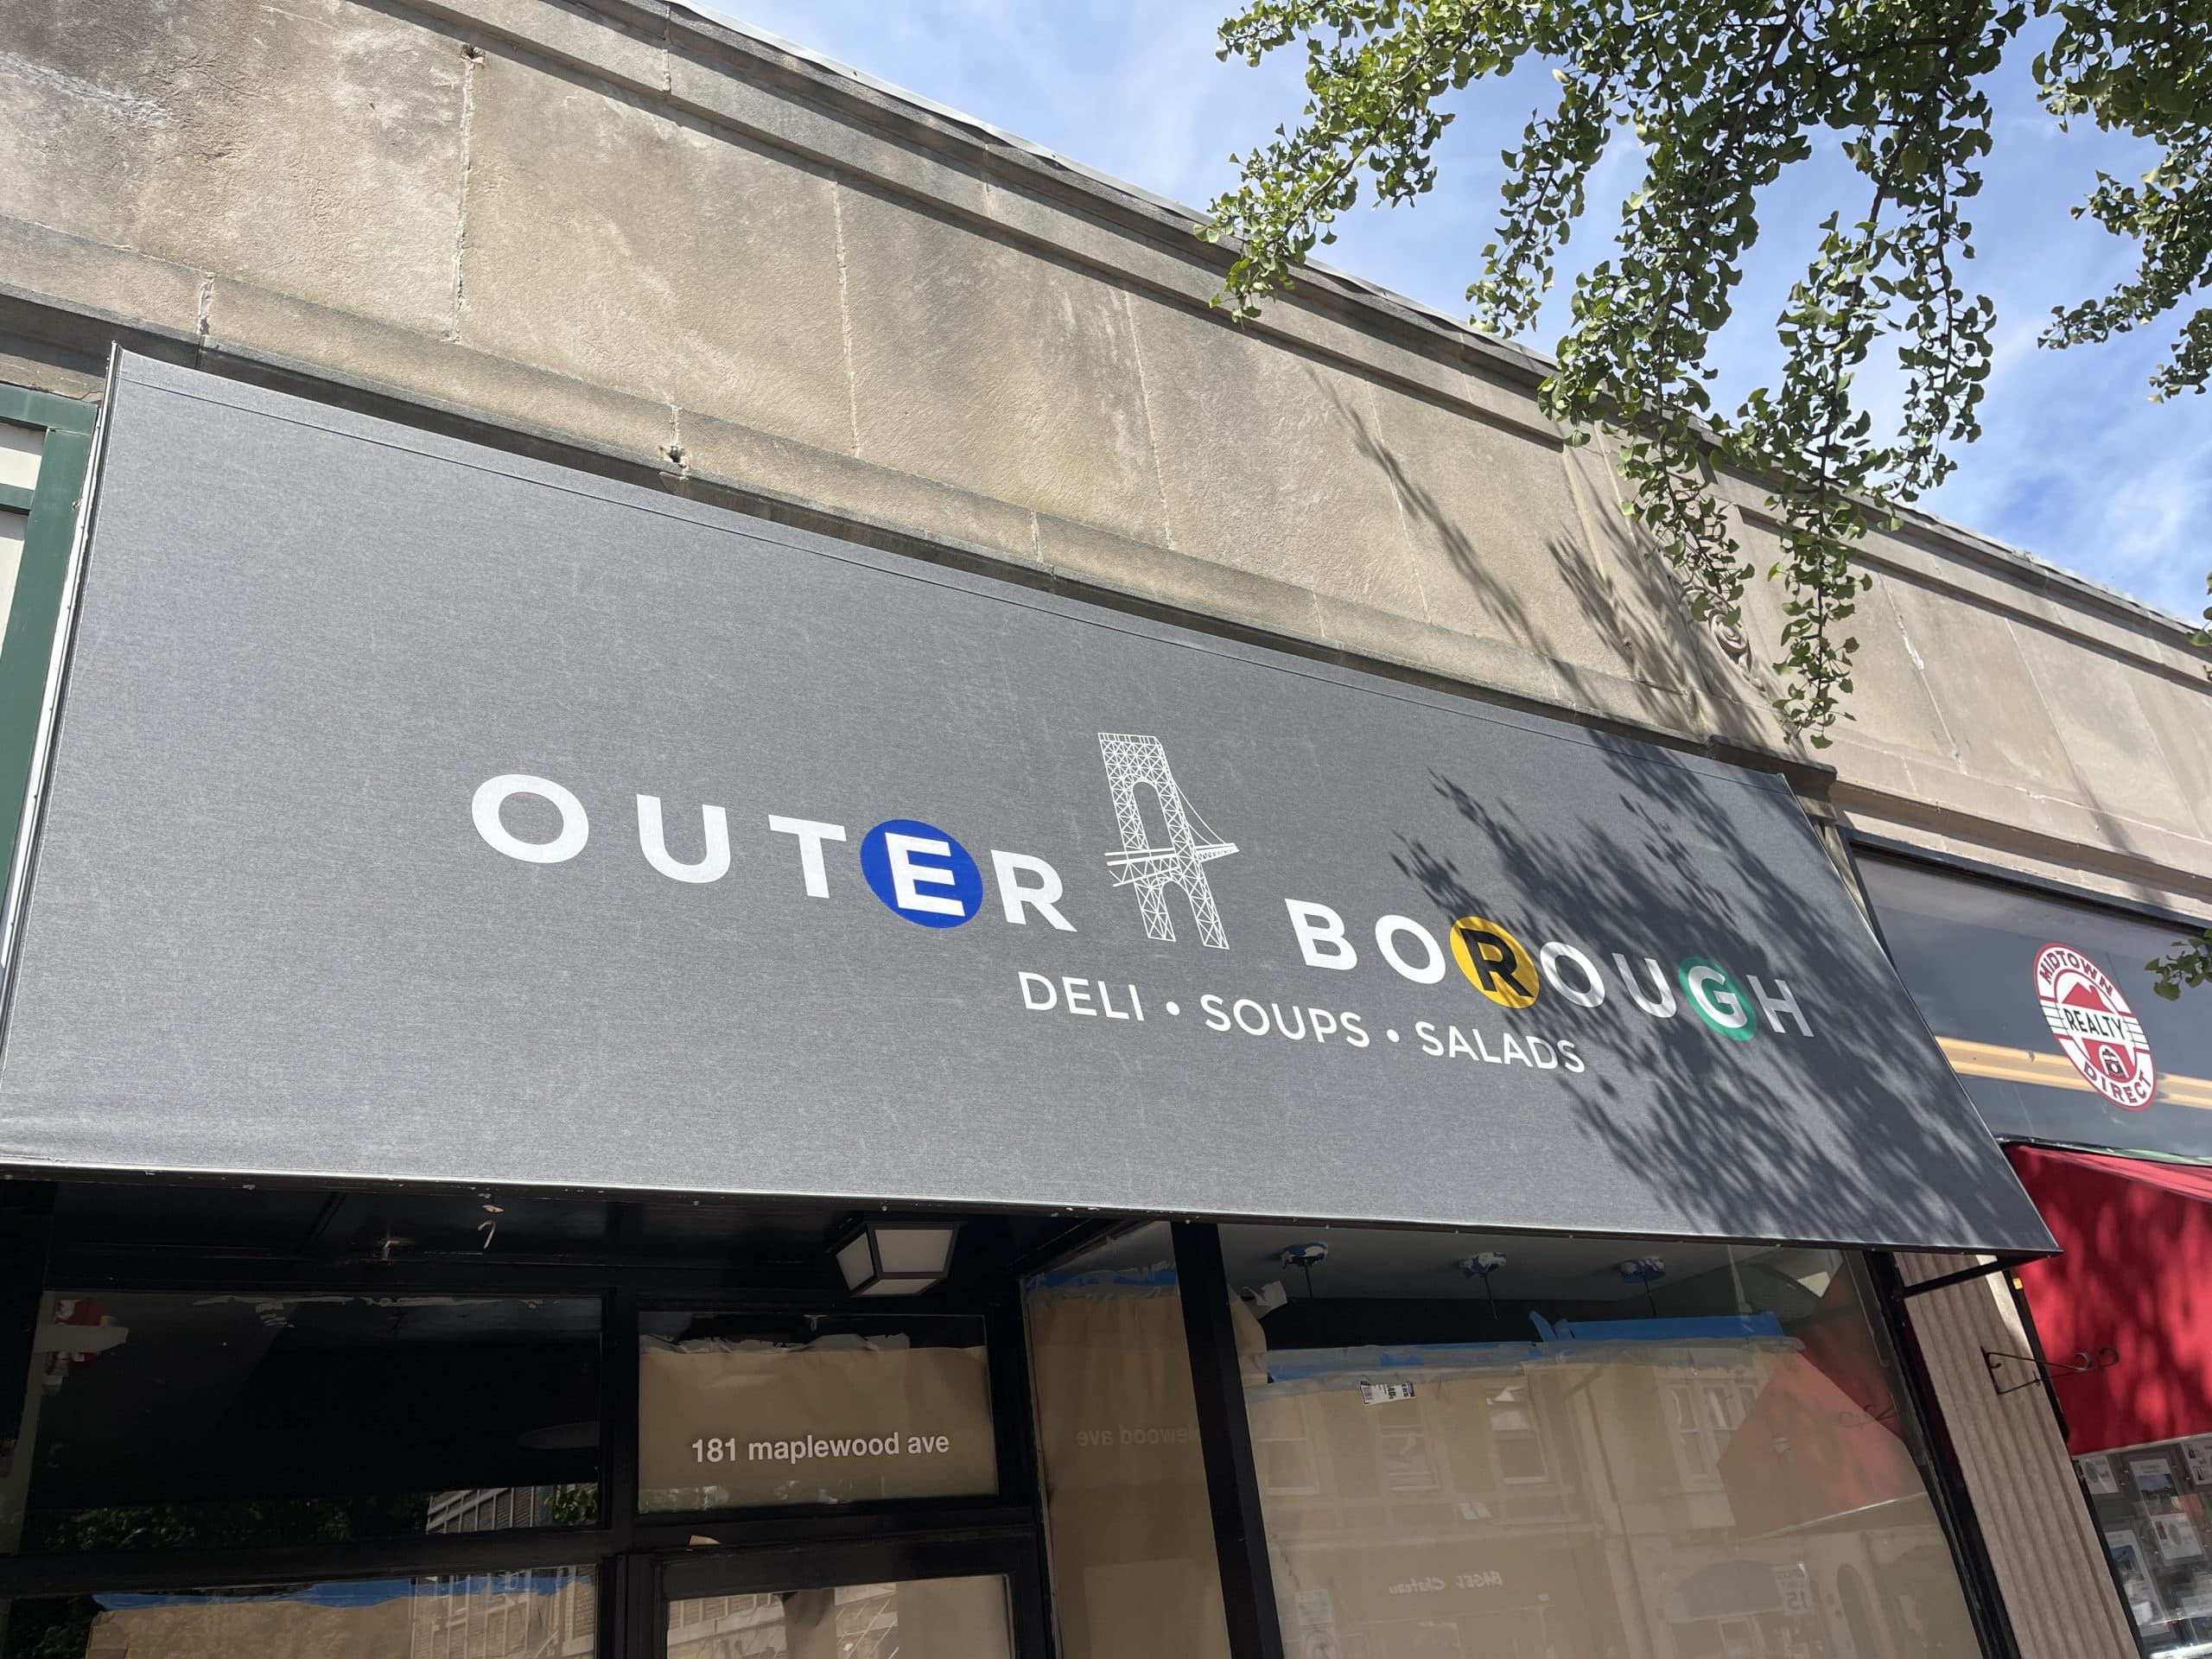 OUTER BOROUGH
DELI • SOUPS • SALADS
MIDTOWN
REALTY
DIRECT
181 maplewood ave